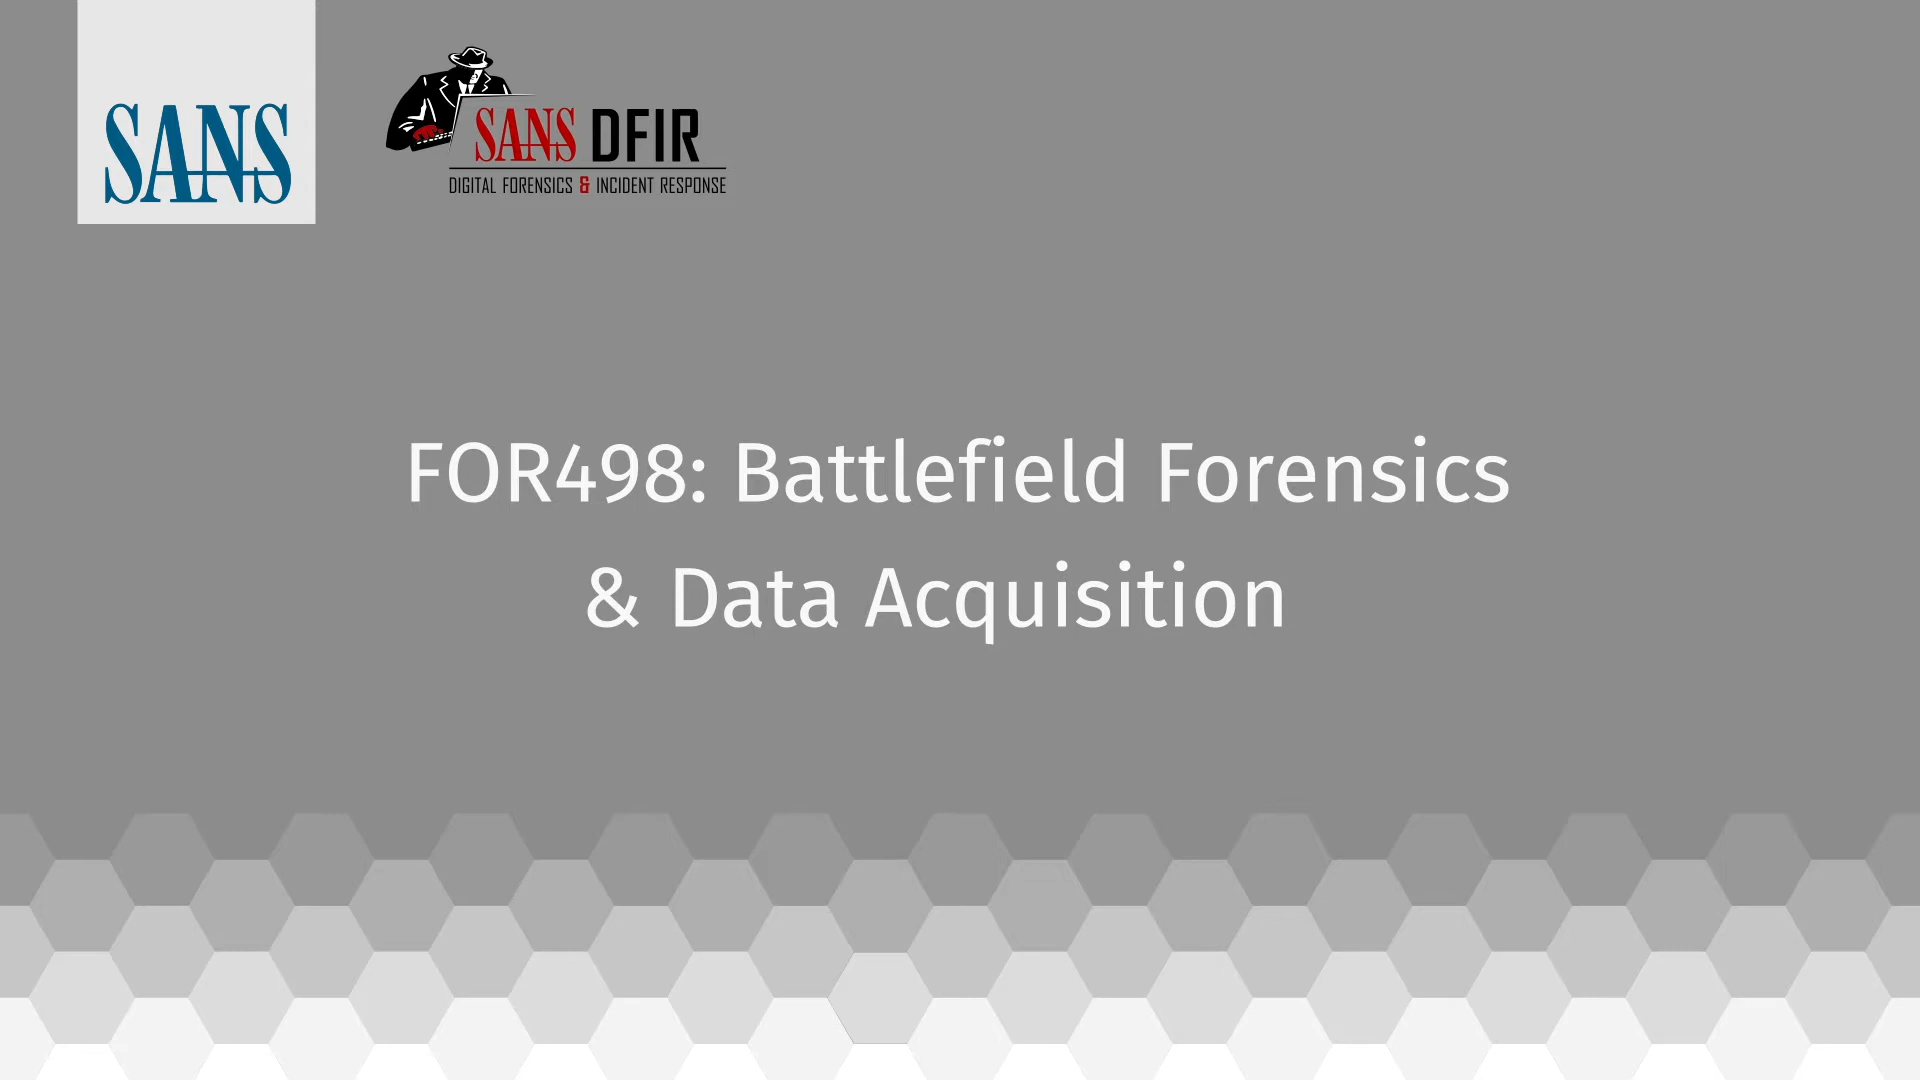 SANS
SANS DFIR
DIGITAL FORENSICS & INCIDENT RESPONSE
FOR498: Battlefield Forensics
& Data Acquisition